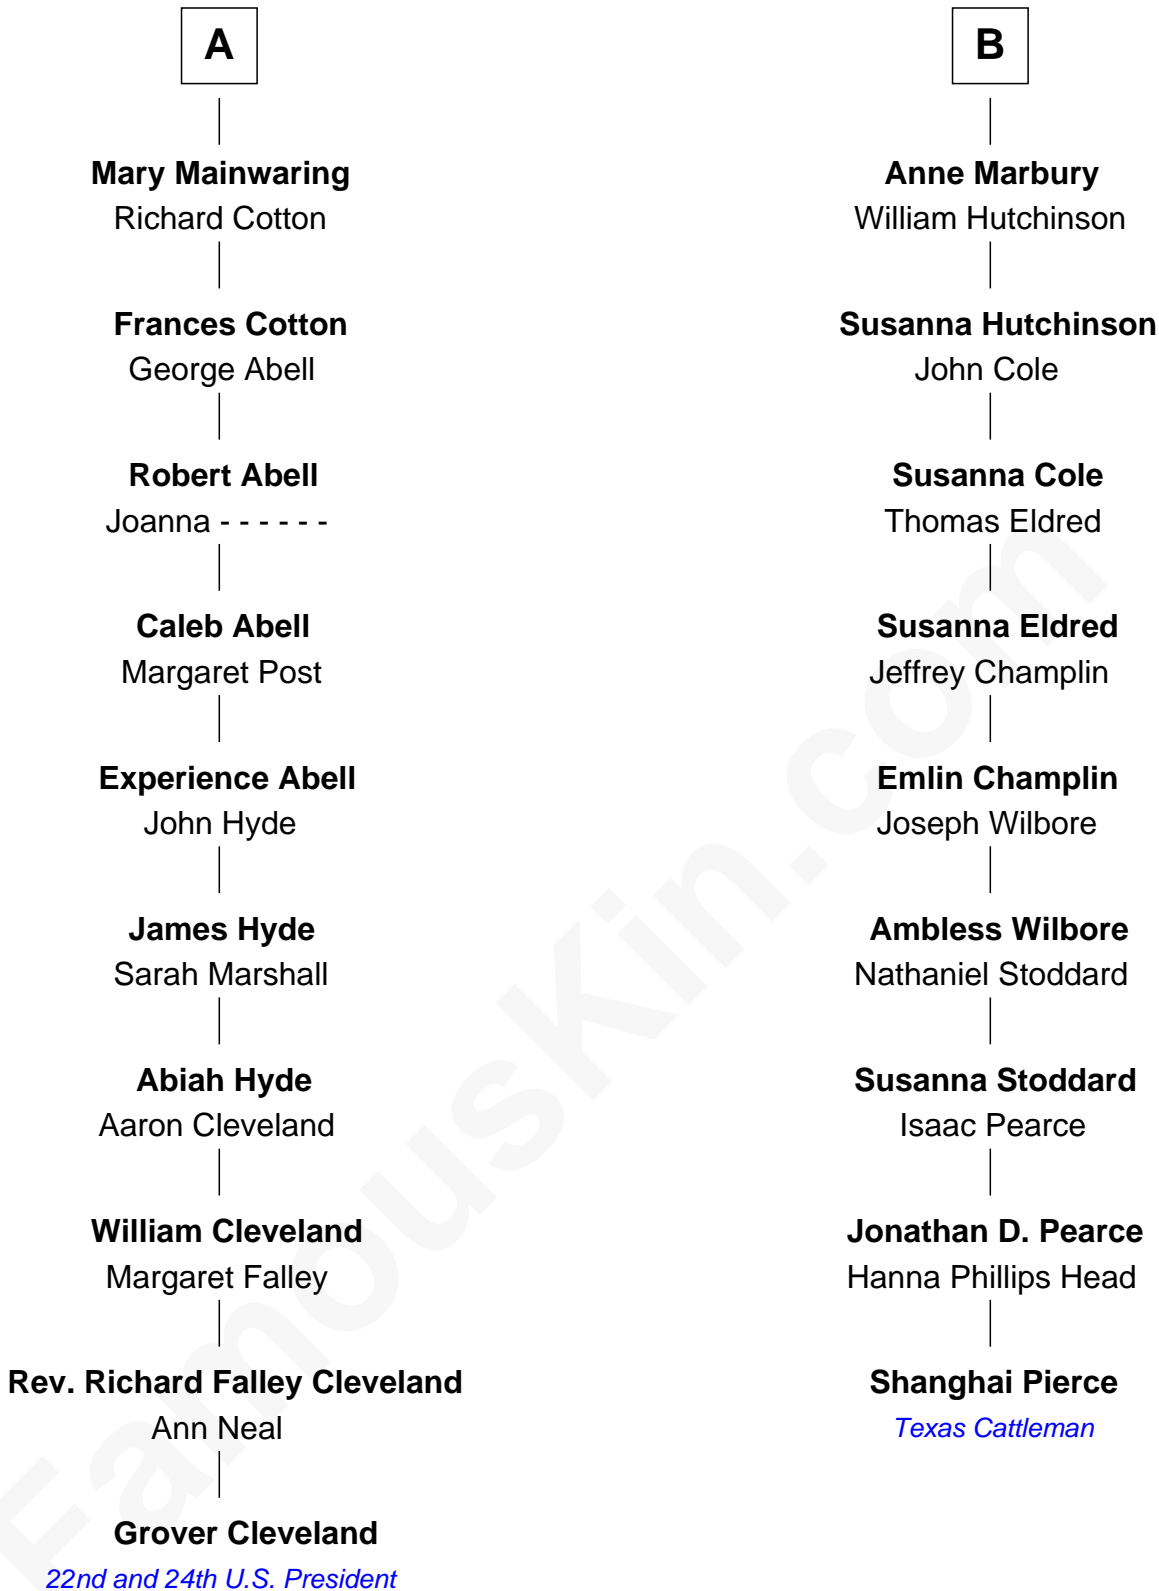 A
Mary Mainwaring
Richard Cotton
Frances Cotton
George Abell
Robert Abell
Joanna - - - - - -
Caleb Abell
Margaret Post
Experience Abell
John Hyde
James Hyde
Sarah Marshall
Abiah Hyde
Aaron Cleveland
William Cleveland
Margaret Falley
Rev. Richard Falley Cleveland
Ann Neal
Grover Cleveland
22nd and 24th U.S. President
B
Anne Marbury
William Hutchinson
Susanna Hutchinson
John Cole
Susanna Cole
Thomas Eldred
Susanna Eldred
Jeffrey Champlin
Emlin Champlin
Joseph Wilbore
Ambless Wilbore
Nathaniel Stoddard
Susanna Stoddard
Isaac Pearce
Jonathan D. Pearce
Hanna Phillips Head
Shanghai Pierce
Texas Cattleman
FamousKin.com